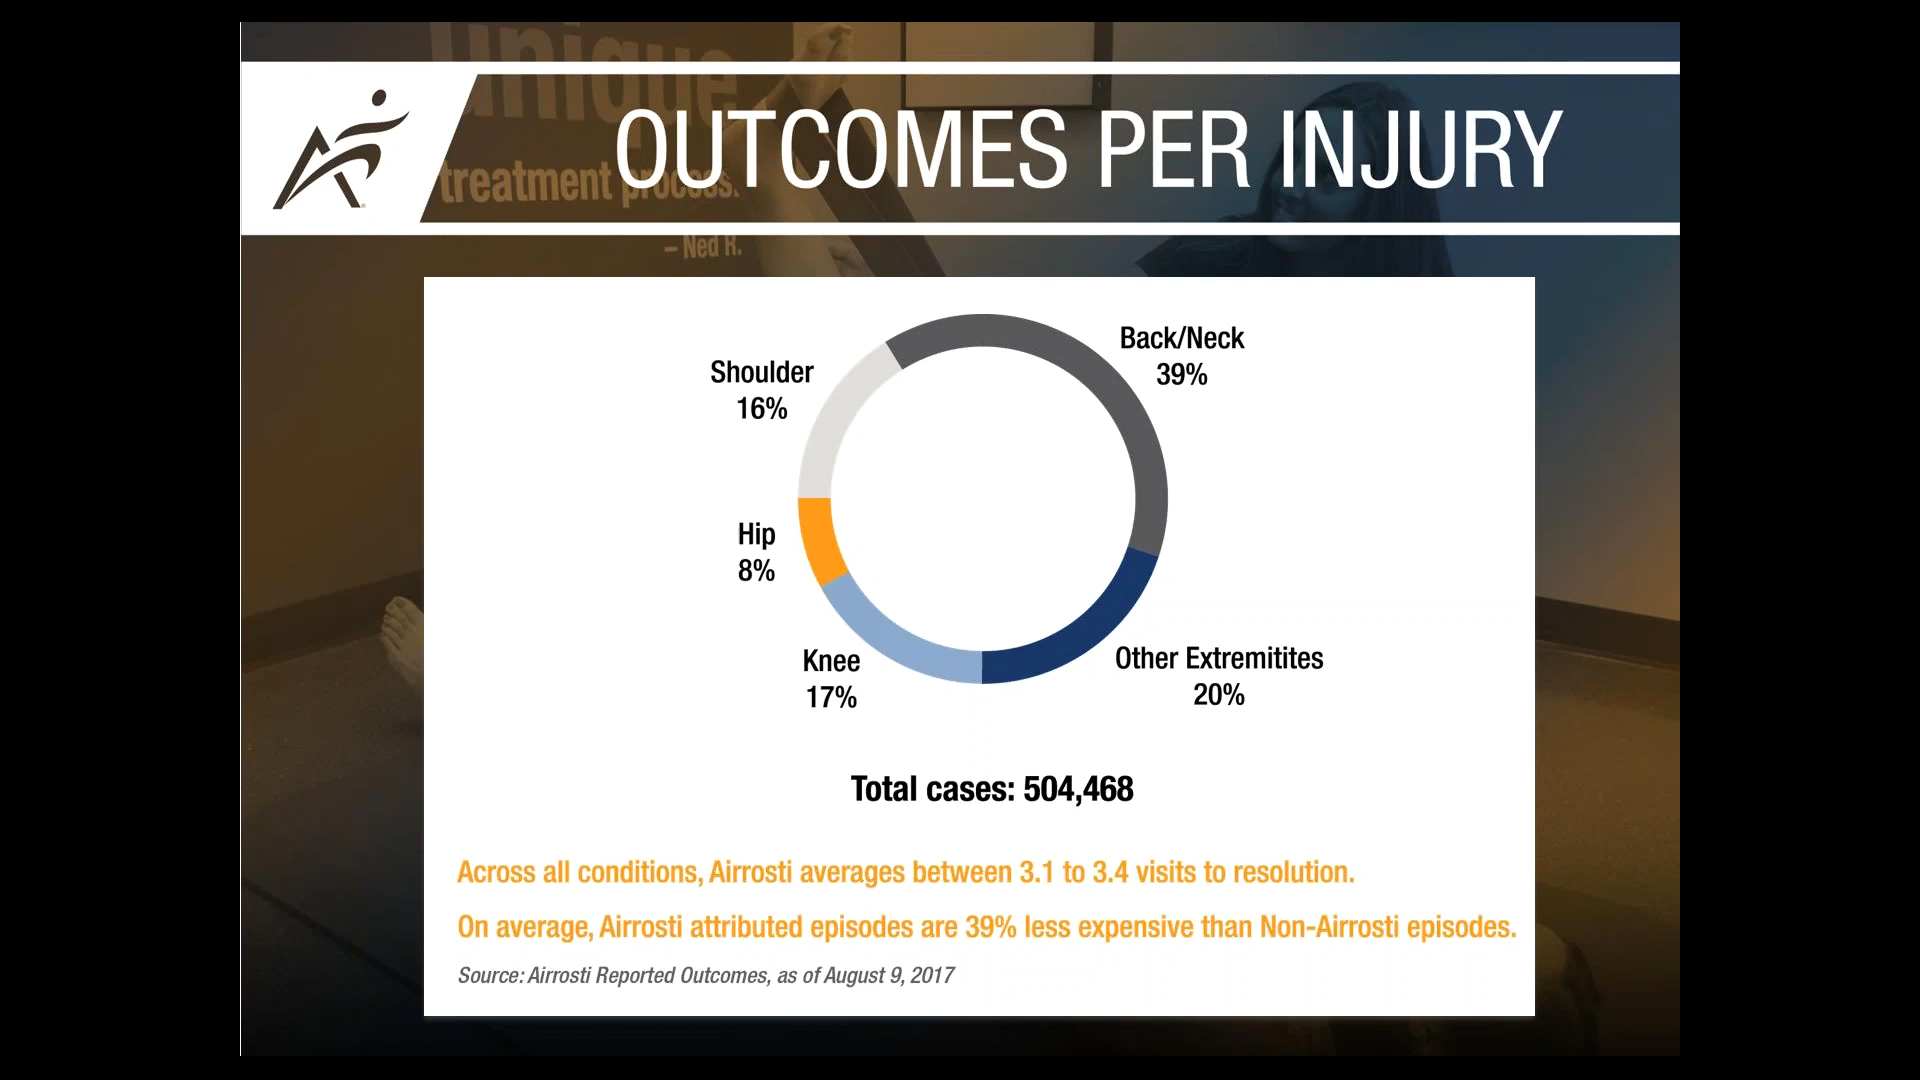 unique
treatment process.
– Ned R.
OUTCOMES PER INJURY
Back/Neck
39%
Shoulder
16%
Hip
8%
Knee
17%
Other Extremitites
20%
Total cases: 504,468
Across all conditions, Airrosti averages between 3.1 to 3.4 visits to resolution.
On average, Airrosti attributed episodes are 39% less expensive than Non-Airrosti episodes.
Source: Airrosti Reported Outcomes, as of August 9, 2017